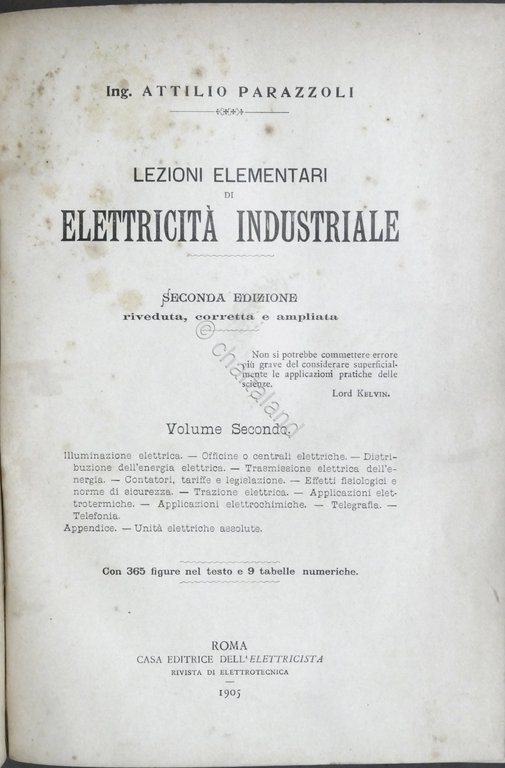 Ing. ATTILIO PARAZZOLI
LEZIONI ELEMENTARI
DI
ELETTRICITÀ INDUSTRIALE
SECONDA EDIZIONE
riveduta, corretta e ampliata
Non si potrebbe commettere errore
più grave del considerare superficial-
mente le applicazioni pratiche delle
scienze.
Lord KELVIN.
Volume Secondo.
Illuminazione elettrica. — Officine o centrali elettriche. — Distri-
buzione dell'energia elettrica. — Trasmissione elettrica dell'e-
nergia. — Contatori, tariffe e legislazione. — Effetti fisiologici e
norme di sicurezza. — Trazione elettrica. — Applicazioni elet-
trotermiche. — Applicazioni elettrochimiche. — Telegrafia. —
Telefonia.
Appendice. — Unità elettriche assolute.
Con 365 figure nel testo e 9 tabelle numeriche.
ROMA
CASA EDITRICE DELL'ELETTRICISTA
RIVISTA DI ELETTROTECNICA
1905
© chartaland